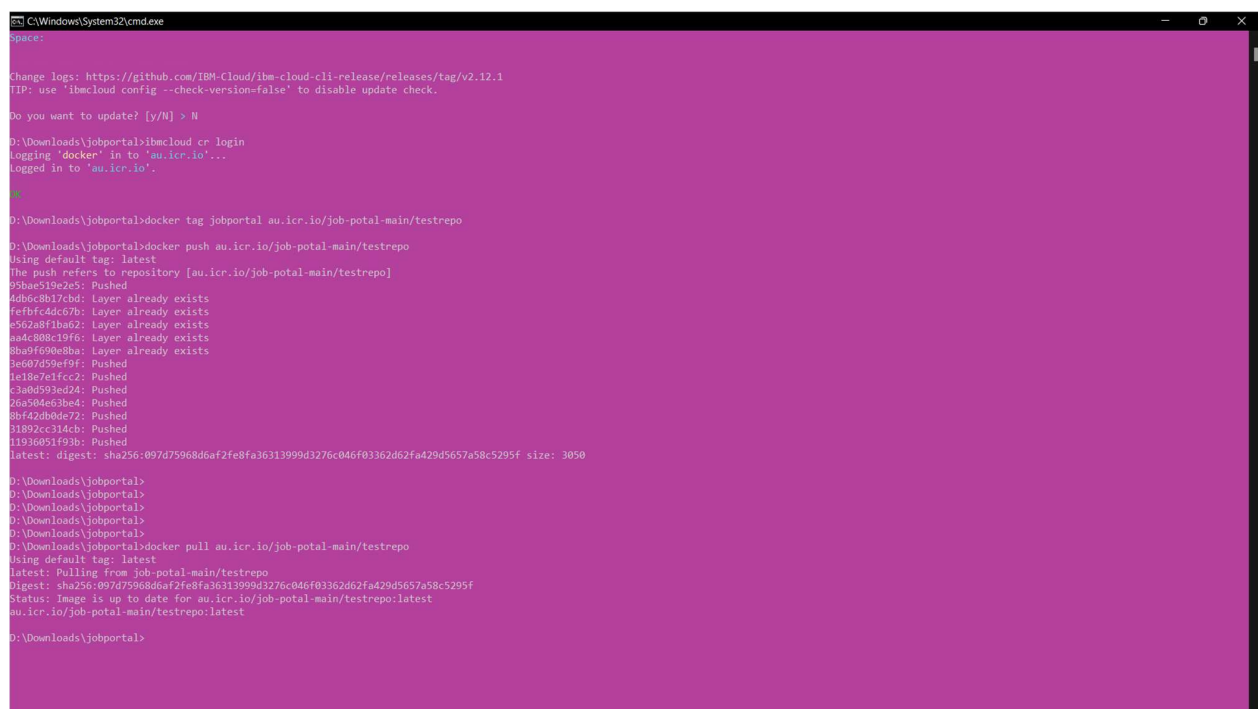 C:\Windows\System32\cmd.exe
Space:
Change logs: https://github.com/IBM-Cloud/ibm-cloud-cli-release/releases/tag/v2.12.1
TIP: use 'ibmcloud config --check-version=false' to disable update check.
Do you want to update? [y/N] > N
D:\Downloads\jobportal>ibmcloud cr login
Logging 'docker' in to 'au.icr.io'...
Logged in to 'au.icr.io'.
OK
D:\Downloads\jobportal>docker tag jobportal au.icr.io/job-potal-main/testrepo
D:\Downloads\jobportal>docker push au.icr.io/job-potal-main/testrepo
Using default tag: latest
The push refers to repository [au.icr.io/job-potal-main/testrepo]
95bae519e2e5: Pushed
4db6c8b17cbd: Layer already exists
fefbfc4dc67b: Layer already exists
e562a8f1ba62: Layer already exists
aa4c808c19f6: Layer already exists
8ba9f690e8ba: Layer already exists
3e607d59ef9f: Pushed
1e18e7e1fcc2: Pushed
c3a0d593ed24: Pushed
26a504e63be4: Pushed
8bf42db0de72: Pushed
31892cc314cb: Pushed
11936051f93b: Pushed
latest: digest: sha256:097d75968d6af2fe8fa36313999d3276c046f03362d62fa429d5657a58c5295f size: 3050
D:\Downloads\jobportal>
D:\Downloads\jobportal>
D:\Downloads\jobportal>
D:\Downloads\jobportal>
D:\Downloads\jobportal>
D:\Downloads\jobportal>docker pull au.icr.io/job-potal-main/testrepo
Using default tag: latest
latest: Pulling from job-potal-main/testrepo
Digest: sha256:097d75968d6af2fe8fa36313999d3276c046f03362d62fa429d5657a58c5295f
Status: Image is up to date for au.icr.io/job-potal-main/testrepo:latest
au.icr.io/job-potal-main/testrepo:latest
D:\Downloads\jobportal>